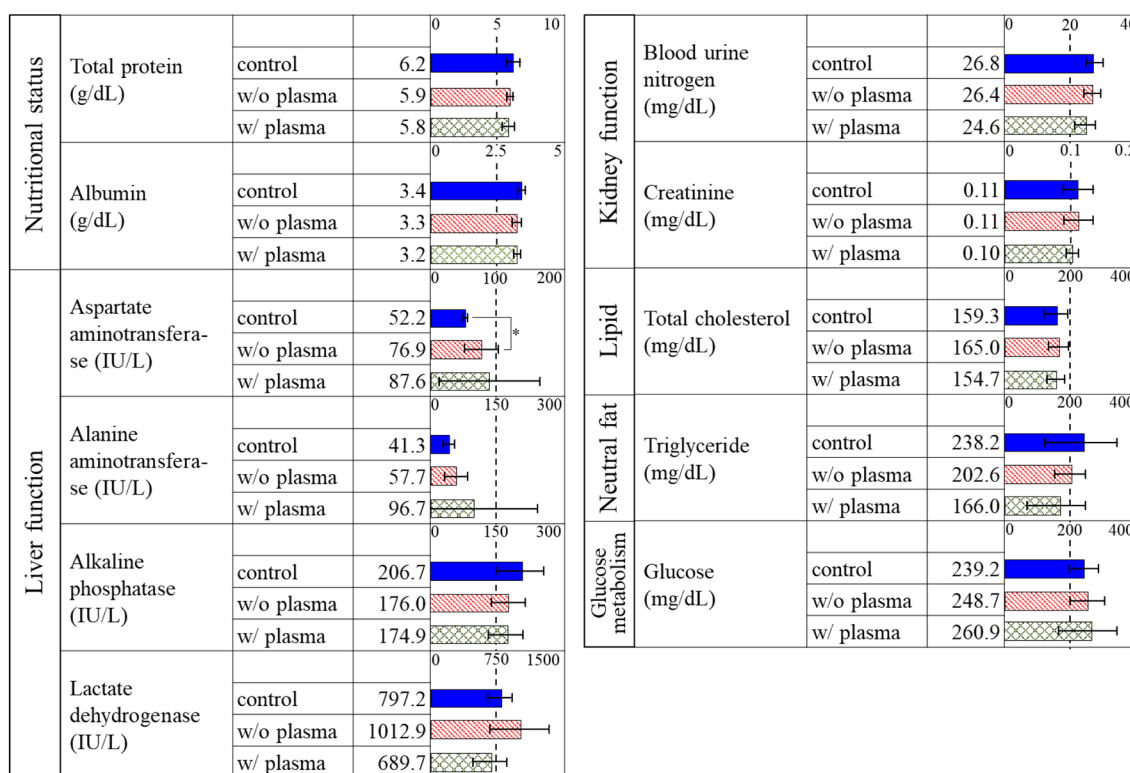 Nutritional status
0 5 10
Total protein
(g/dL)
control 6.2
w/o plasma 5.9
w/ plasma 5.8
0 2.5 5
Albumin
(g/dL)
control 3.4
w/o plasma 3.3
w/ plasma 3.2
Liver function
0 100 200
Aspartate
aminotransfera-
se (IU/L)
control 52.2
w/o plasma 76.9
w/ plasma 87.6
*
0 150 300
Alanine
aminotransfera-
se (IU/L)
control 41.3
w/o plasma 57.7
w/ plasma 96.7
0 150 300
Alkaline
phosphatase
(IU/L)
control 206.7
w/o plasma 176.0
w/ plasma 174.9
0 750 1500
Lactate
dehydrogenase
(IU/L)
control 797.2
w/o plasma 1012.9
w/ plasma 689.7
Kidney function
0 20
Blood urine
nitrogen
(mg/dL)
control 26.8
w/o plasma 26.4
w/ plasma 24.6
0 0.1
Creatinine
(mg/dL)
control 0.11
w/o plasma 0.11
w/ plasma 0.10
Lipid
0 200 400
Total cholesterol
(mg/dL)
control 159.3
w/o plasma 165.0
w/ plasma 154.7
Neutral fat
0 200 400
Triglyceride
(mg/dL)
control 238.2
w/o plasma 202.6
w/ plasma 166.0
Glucose
metabolism
0 200 400
Glucose
(mg/dL)
control 239.2
w/o plasma 248.7
w/ plasma 260.9